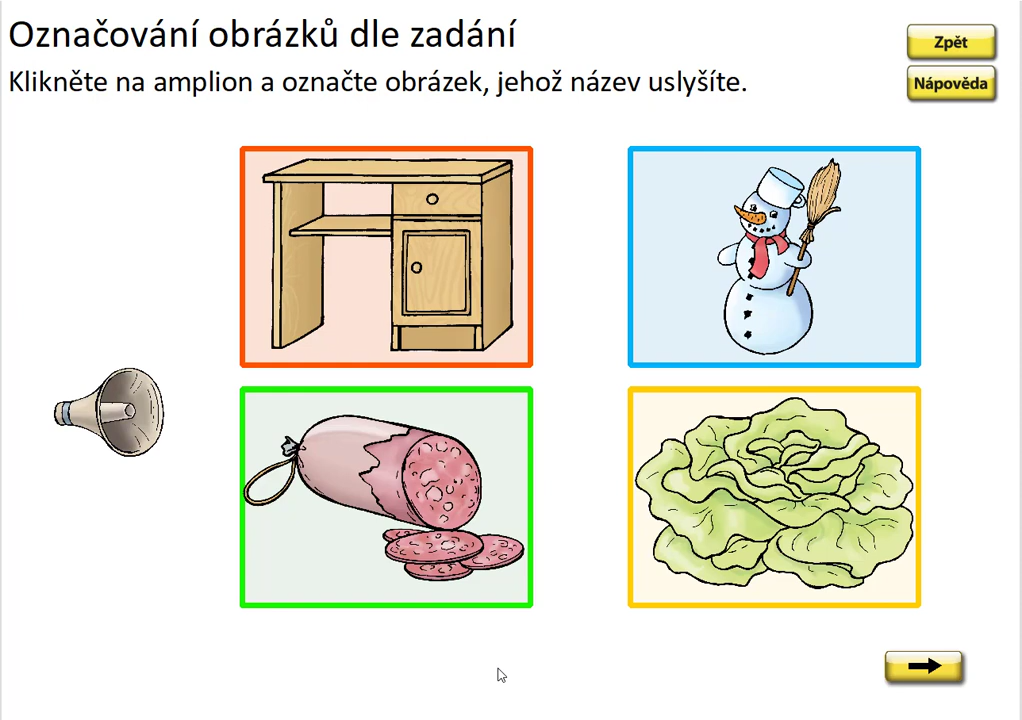 Označování obrázků dle zadání
Klikněte na amplion a označte obrázek, jehož název uslyšíte.
Zpět
Nápověda